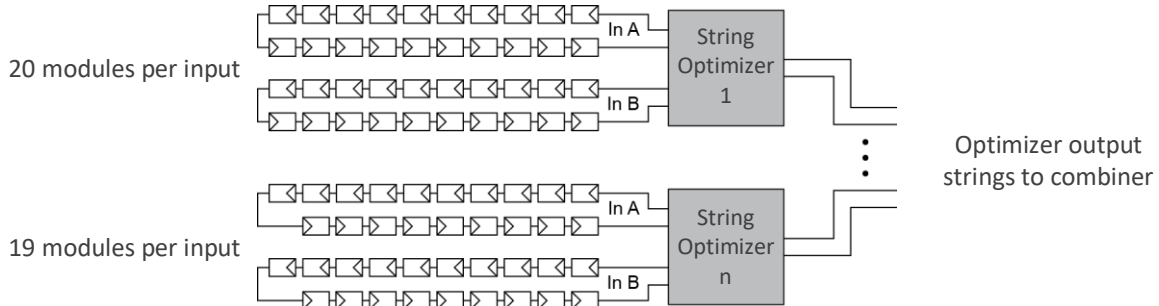 20 modules per input
In A
In B
String
Optimizer
1
19 modules per input
In A
In B
String
Optimizer
n
Optimizer output
strings to combiner